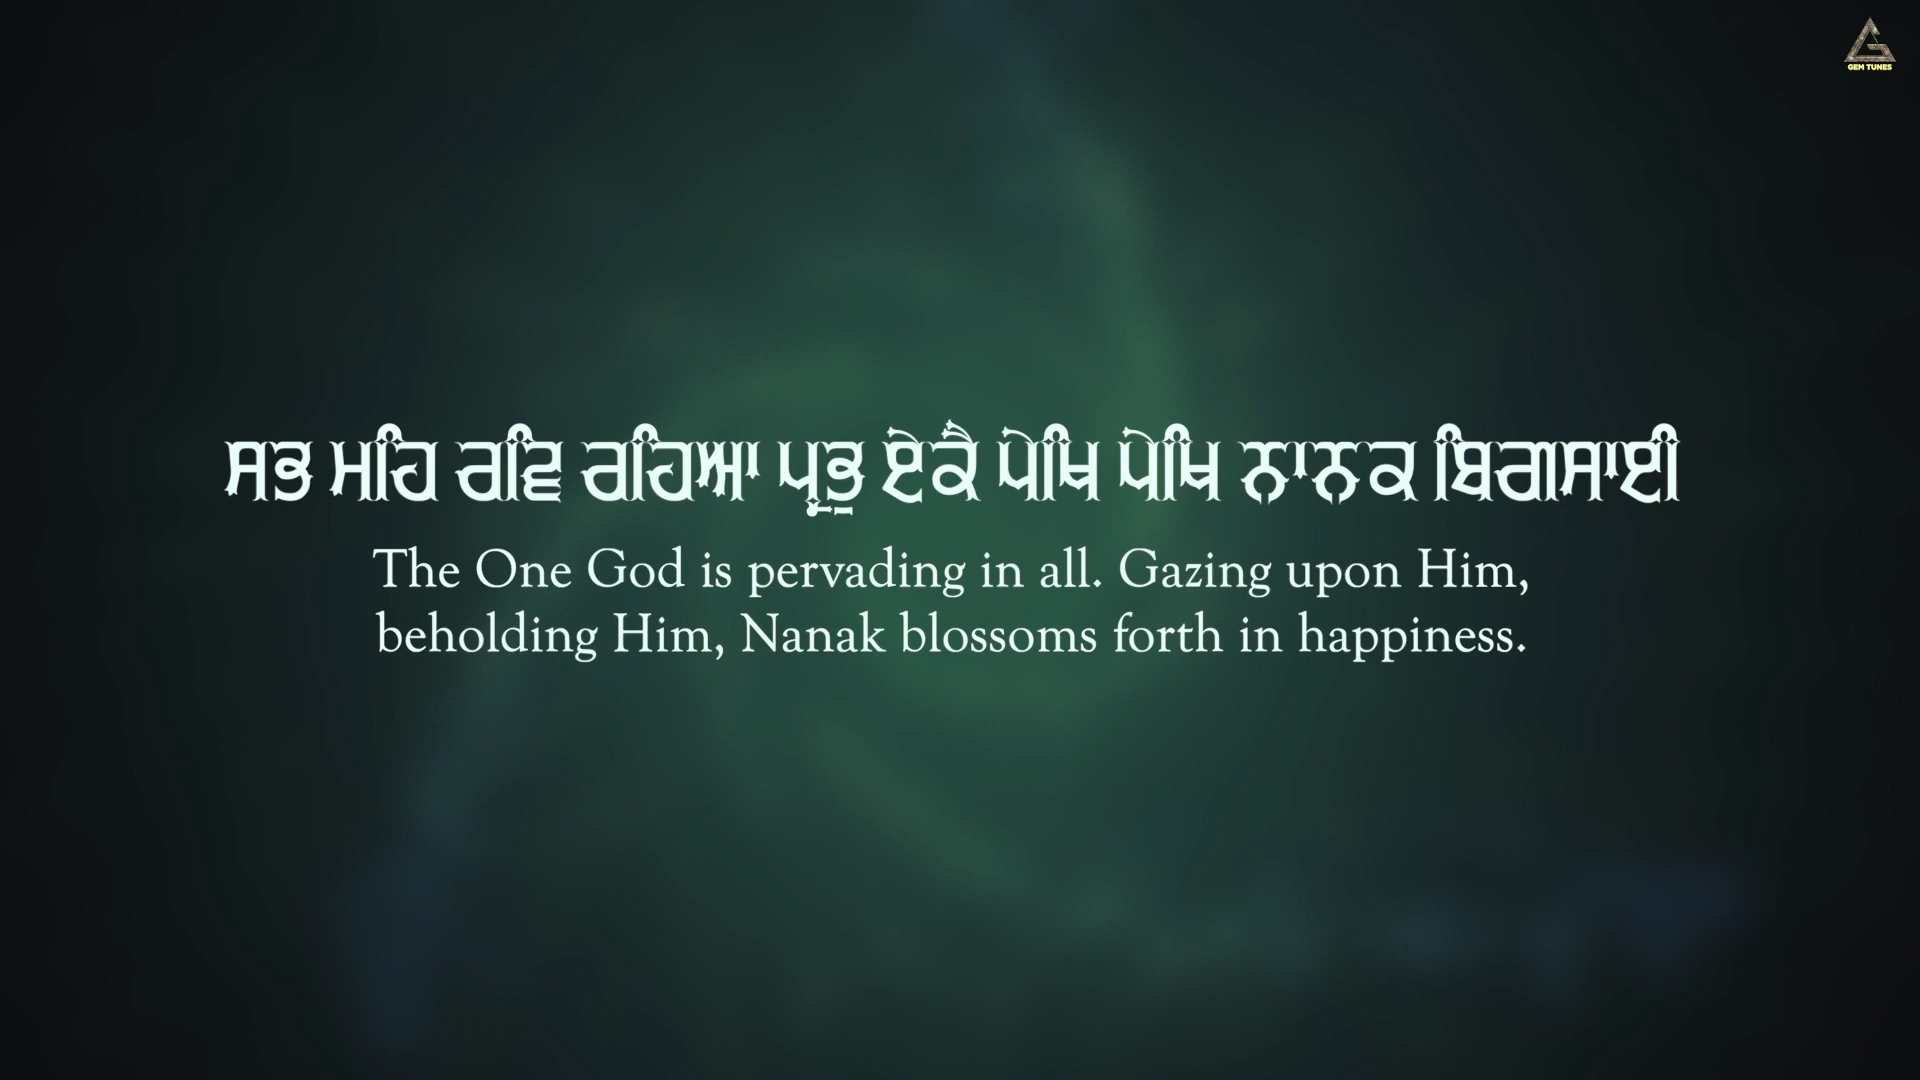 GEM TUNES
ਸਭ ਮਹਿ ਰਵਿ ਰਹਿਆ ਪ੍ਰਭੁ ਏਕੈ ਪੇਖਿ ਪੇਖਿ ਨਾਨਕ ਬਿਗਸਾਈ
The One God is pervading in all. Gazing upon Him,
beholding Him, Nanak blossoms forth in happiness.